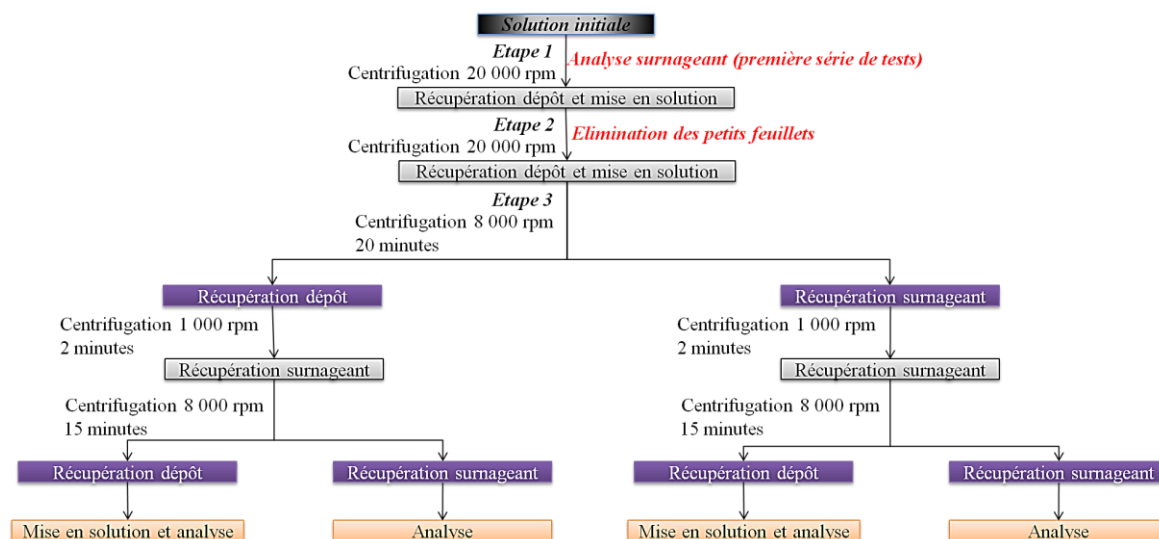 Solution initiale
Etape 1
Analyse surnageant (première série de tests)
Centrifugation 20 000 rpm
Récupération dépôt et mise en solution
Etape 2
Elimination des petits feuillets
Centrifugation 20 000 rpm
Récupération dépôt et mise en solution
Etape 3
Centrifugation 8 000 rpm
20 minutes
Récupération dépôt
Récupération surnageant
Centrifugation 1 000 rpm
2 minutes
Centrifugation 1 000 rpm
2 minutes
Récupération surnageant
Récupération surnageant
Centrifugation 8 000 rpm
15 minutes
Centrifugation 8 000 rpm
15 minutes
Récupération dépôt
Récupération surnageant
Récupération dépôt
Récupération surnageant
Mise en solution et analyse
Analyse
Mise en solution et analyse
Analyse